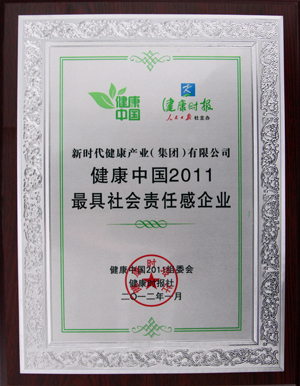 健康
中国
健康时报
人民日报社主办
新时代健康产业(集团)有限公司
健康中国2011
最具社会责任感企业
健康中国2011组委会
健康时报社
二〇一二年一月